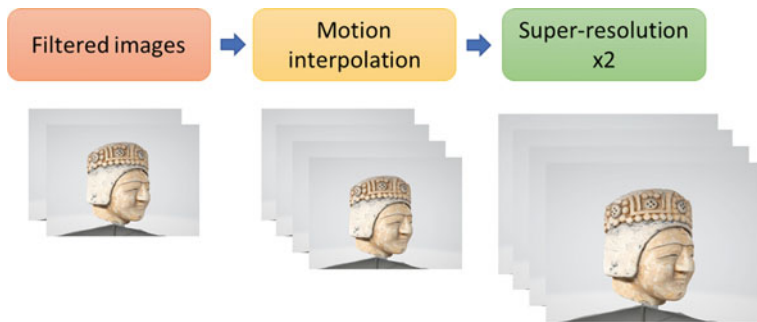 Filtered images
Motion
interpolation
Super-resolution
x2